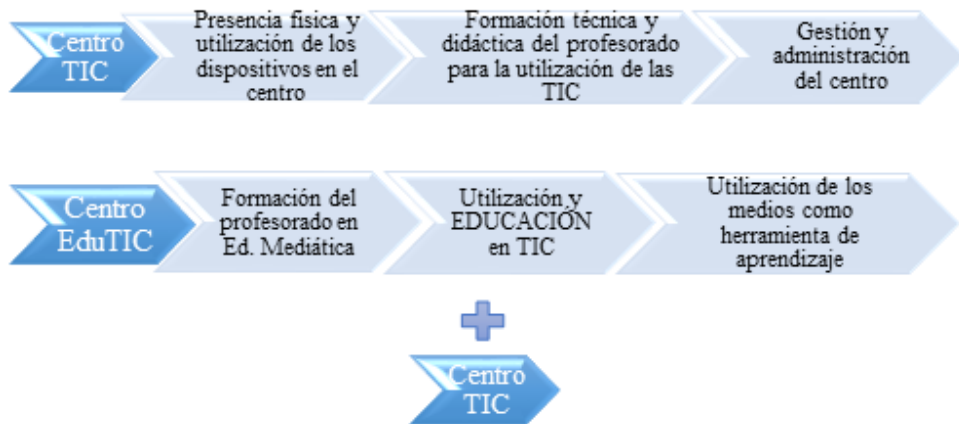 Centro
TIC
Presencia física y
utilización de los
dispositivos en el
centro
Formación técnica y
didáctica del profesorado
para la utilización de las
TIC
Gestión y
administración
del centro
Centro
EduTIC
Formación del
profesorado en
Ed. Mediática
Utilización y
EDUCACIÓN
en TIC
Utilización de los
medios como
herramienta de
aprendizaje
Centro
TIC